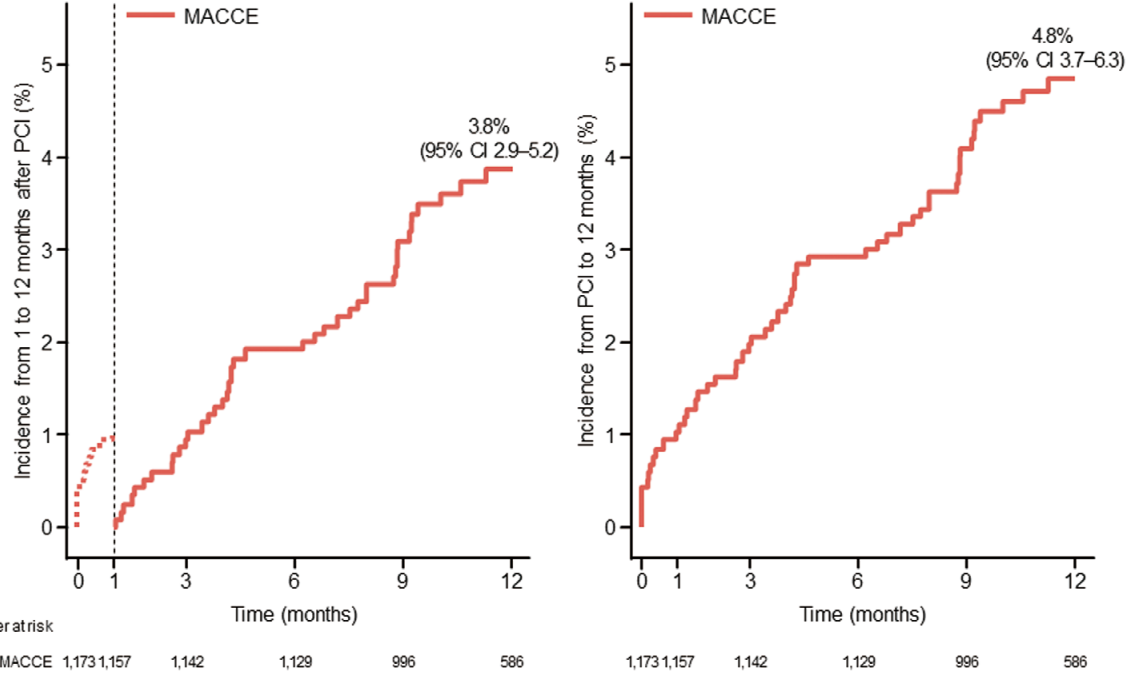 MACCE
Incidence from 1 to 12 months after PCI (%)
5
4
3
2
1
0
3.8%
(95% CI 2.9–5.2)
0 1 3 6 9 12
Time (months)
MACCE
Incidence from PCI to 12 months (%)
5
4
3
2
1
0
4.8%
(95% CI 3.7–6.3)
0 1 3 6 9 12
Time (months)
er at risk
MACCE 1,173 1,157 1,142 1,129 996 586
1,173 1,157 1,142 1,129 996 586